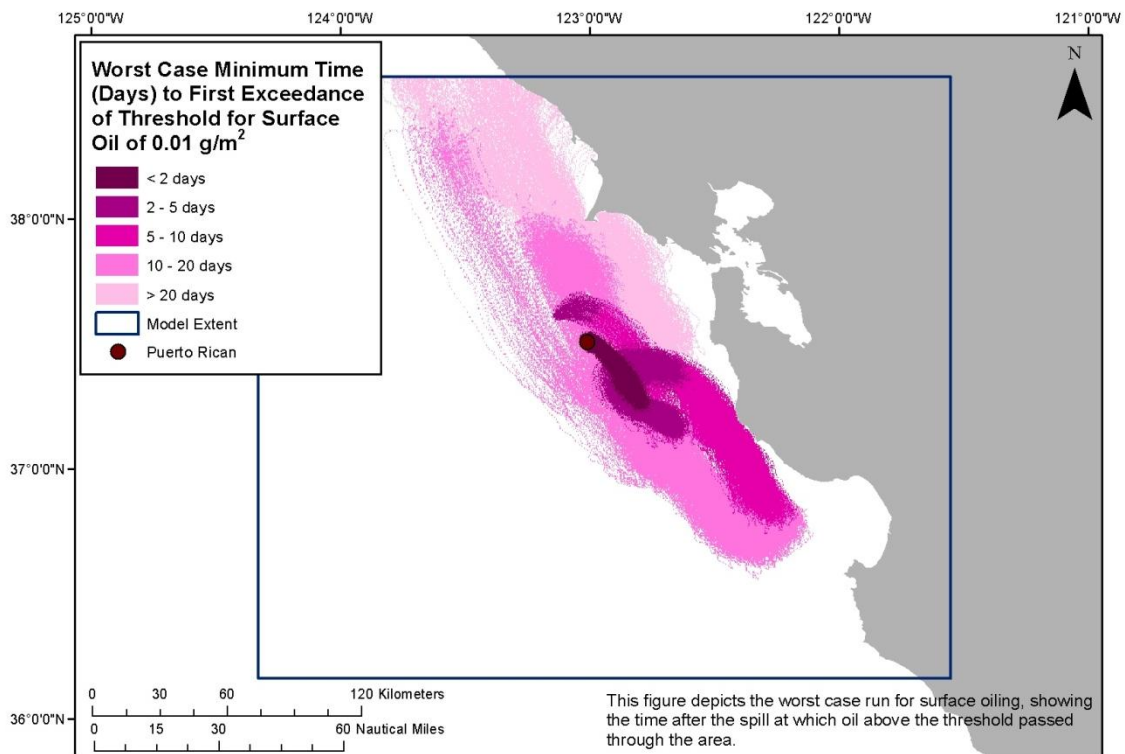 125°0'0"W
124°0'0"W
123°0'0"W
122°0'0"W
121°0'0"W
Worst Case Minimum Time
(Days) to First Exceedance
of Threshold for Surface
Oil of 0.01 g/m²
< 2 days
2 - 5 days
5 - 10 days
10 - 20 days
> 20 days
Model Extent
Puerto Rican
N
38°0'0"N
37°0'0"N
36°0'0"N
0 30 60 120 Kilometers
0 15 30 60 Nautical Miles
This figure depicts the worst case run for surface oiling, showing
the time after the spill at which oil above the threshold passed
through the area.